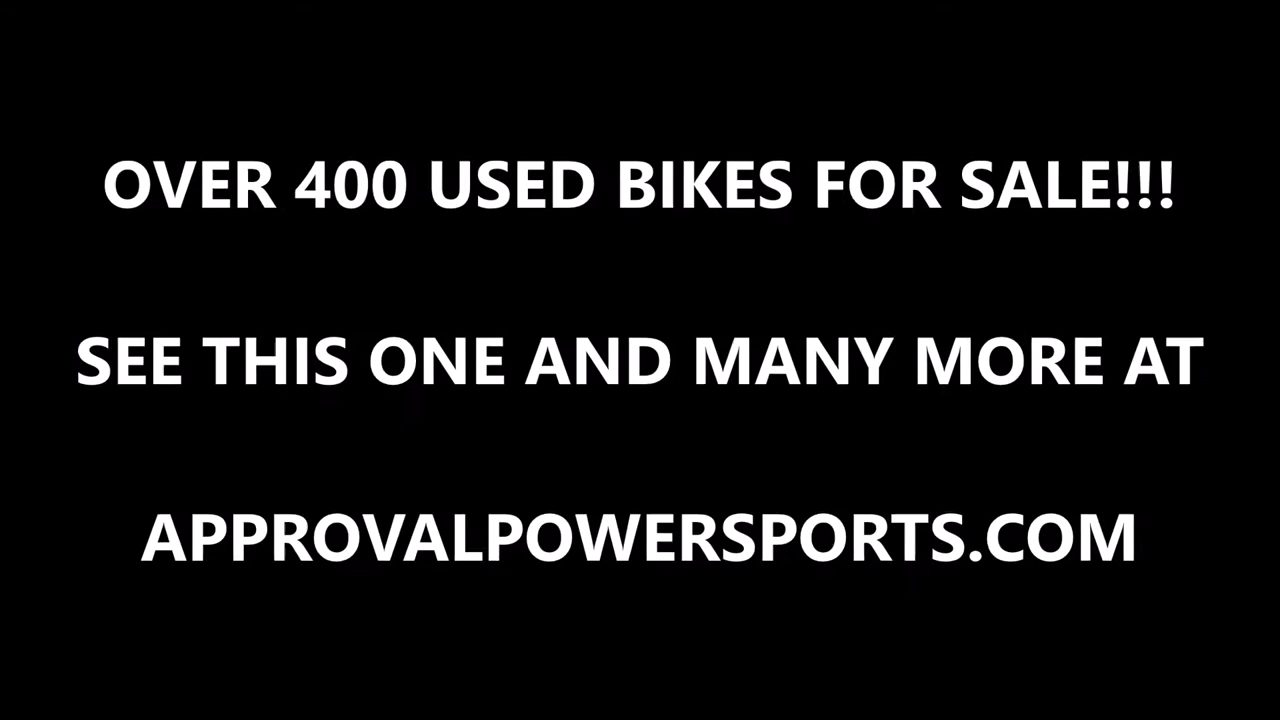 OVER 400 USED BIKES FOR SALE!!!
SEE THIS ONE AND MANY MORE AT
APPROVALPOWERSPORTS.COM